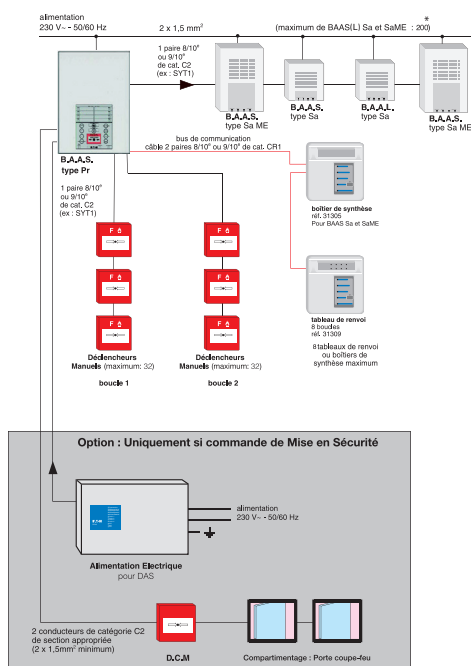 alimentation
230 V~ - 50/60 Hz
2 x 1,5 mm²
(maximum de BAAS(L) Sa et SaME : 200)*
1 paire 8/10°
ou 9/10°
de cat. C2
(ex : SYT1)
B.A.A.S.
type Sa ME
B.A.A.S.
type Sa
B.A.A.L.
type Sa
B.A.A.S.
type Sa ME
bus de communication
câble 2 paires 8/10° ou 9/10° de cat. CR1
B.A.A.S.
type Pr
1 paire 8/10°
ou 9/10°
de cat. C2
(ex : SYT1)
boîtier de synthèse
réf. 31305
Pour BAAS Sa et SaME
F
F
F
F
F
F
tableau de renvoi
8 boucles
réf. 31309
8 tableaux de renvoi
ou boîtiers de
synthèse maximum
Déclencheurs
Manuels (maximum: 32)
boucle 1
Déclencheurs
Manuels (maximum: 32)
boucle 2
Option : Uniquement si commande de Mise en Sécurité
alimentation
230 V~ - 50/60 Hz
Alimentation Electrique
pour DAS
2 conducteurs de catégorie C2
de section appropriée
(2 x 1,5mm² minimum)
D.C.M
Compartimentage : Porte coupe-feu